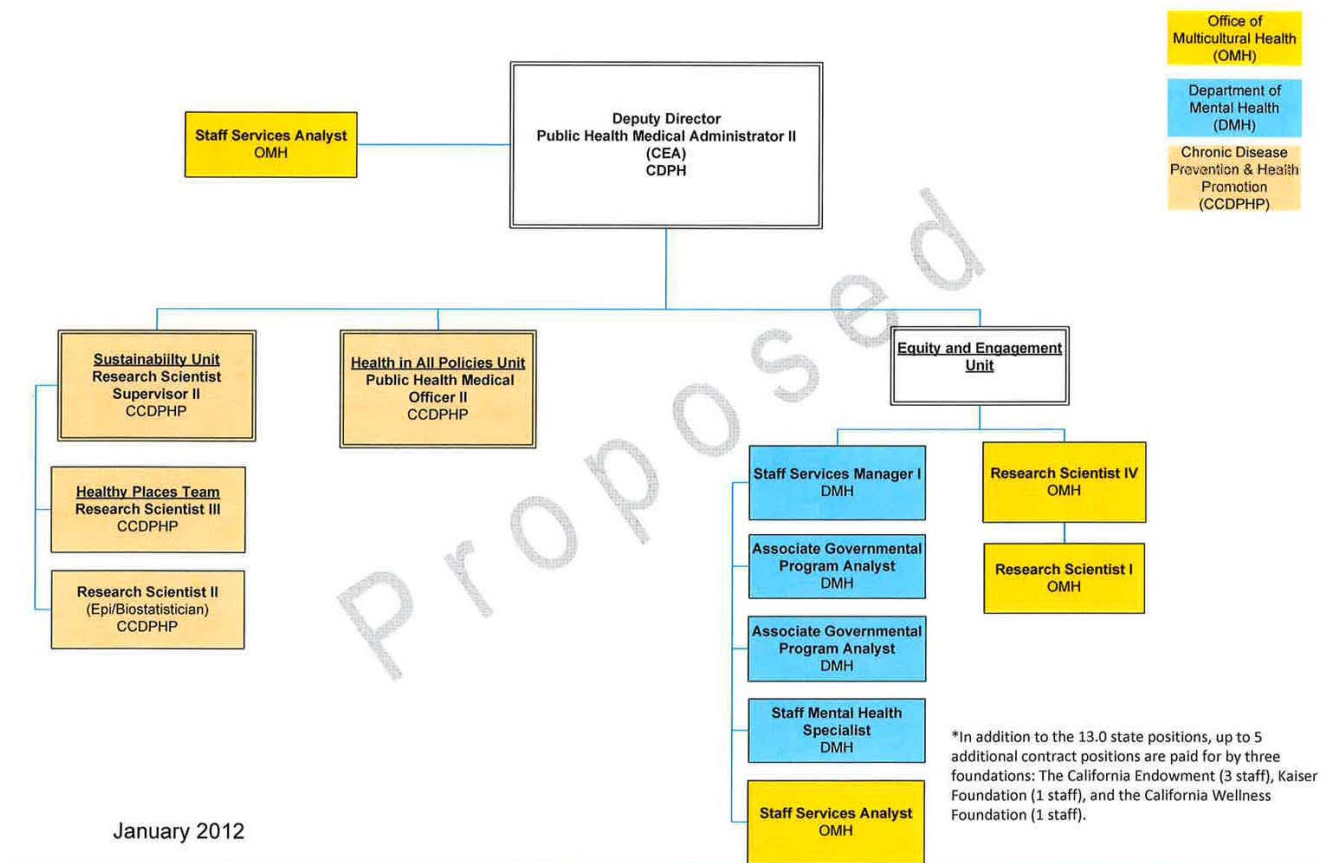 Office of
Multicultural Health
(OMH)
Department of
Mental Health
(DMH)
Chronic Disease
Prevention & Health
Promotion
(CCDPHP)
Staff Services Analyst
OMH
Deputy Director
Public Health Medical Administrator II
(CEA)
CDPH
Proposed
Sustainabiilty Unit
Research Scientist
Supervisor II
CCDPHP
Health in All Policies Unit
Public Health Medical
Officer II
CCDPHP
Equity and Engagement
Unit
Healthy Places Team
Research Scientist III
CCDPHP
Research Scientist II
(Epi/Biostatistician)
CCDPHP
Staff Services Manager I
DMH
Associate Governmental
Program Analyst
DMH
Associate Governmental
Program Analyst
DMH
Staff Mental Health
Specialist
DMH
Staff Services Analyst
OMH
Research Scientist IV
OMH
Research Scientist I
OMH
*In addition to the 13.0 state positions, up to 5
additional contract positions are paid for by three
foundations: The California Endowment (3 staff), Kaiser
Foundation (1 staff), and the California Wellness
Foundation (1 staff).
January 2012